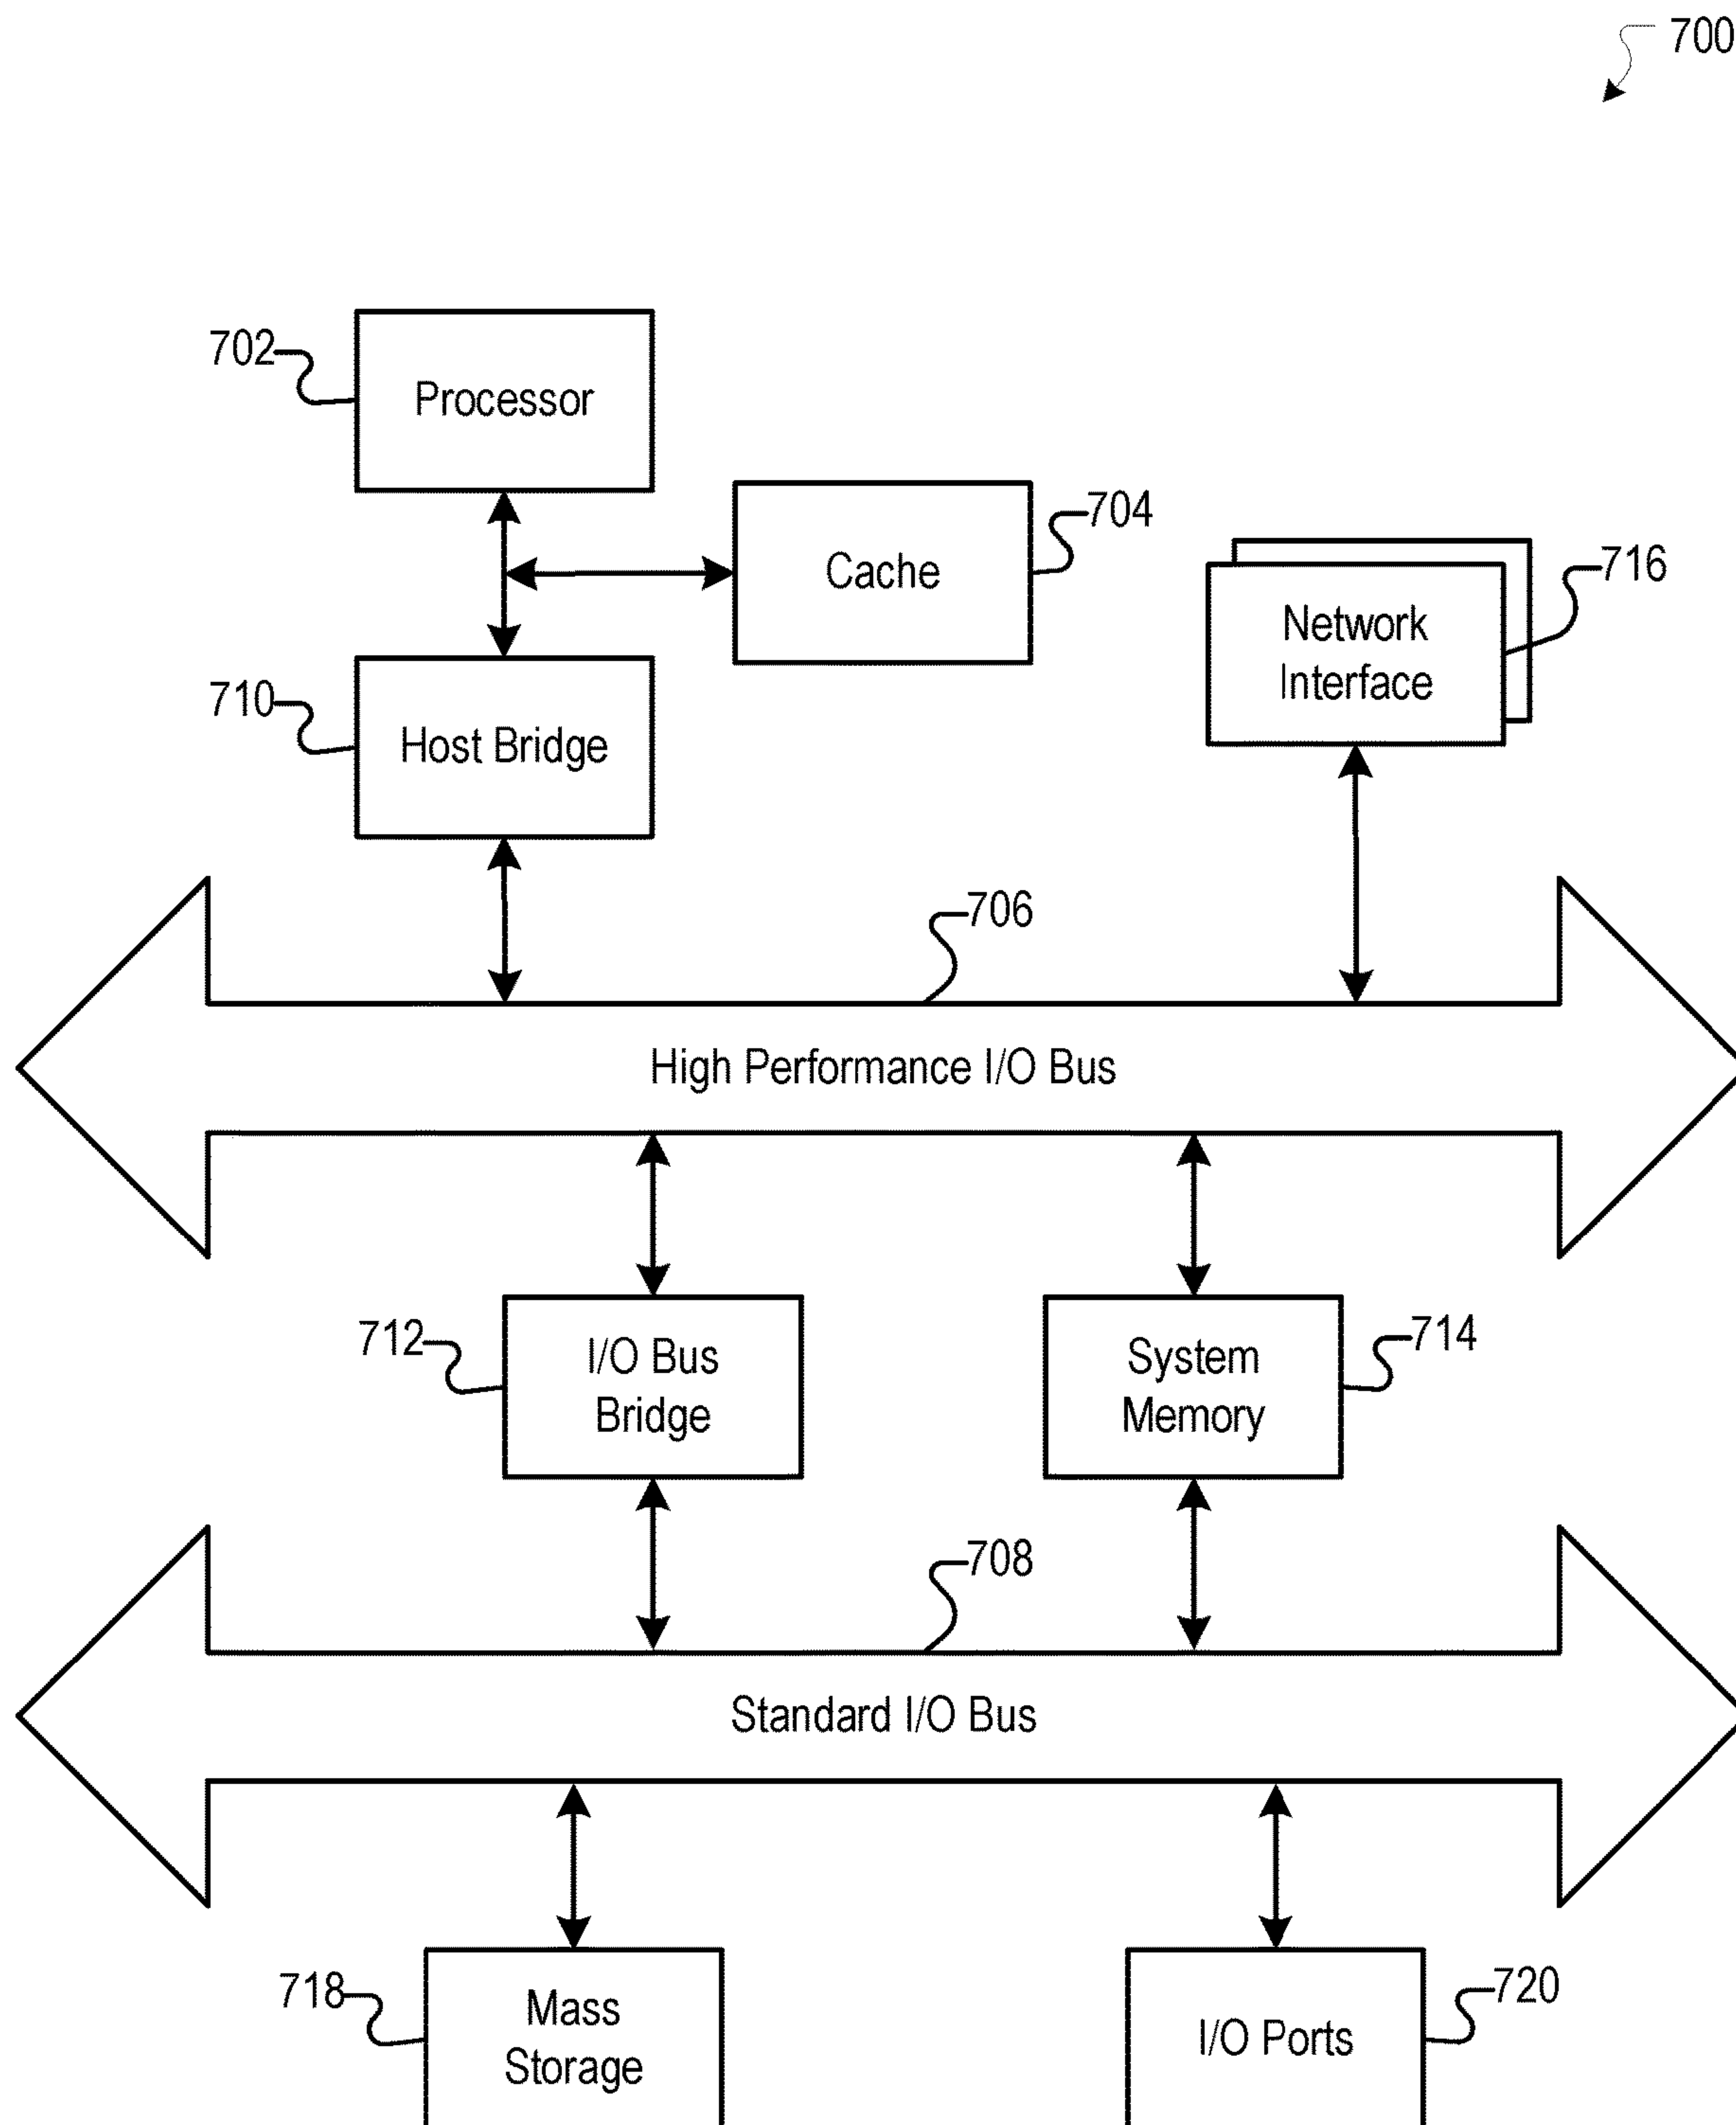 700
702
Processor
704
Cache
716
Network
Interface
710
Host Bridge
706
High Performance I/O Bus
712
I/O Bus
Bridge
714
System
Memory
708
Standard I/O Bus
718
Mass
Storage
720
I/O Ports